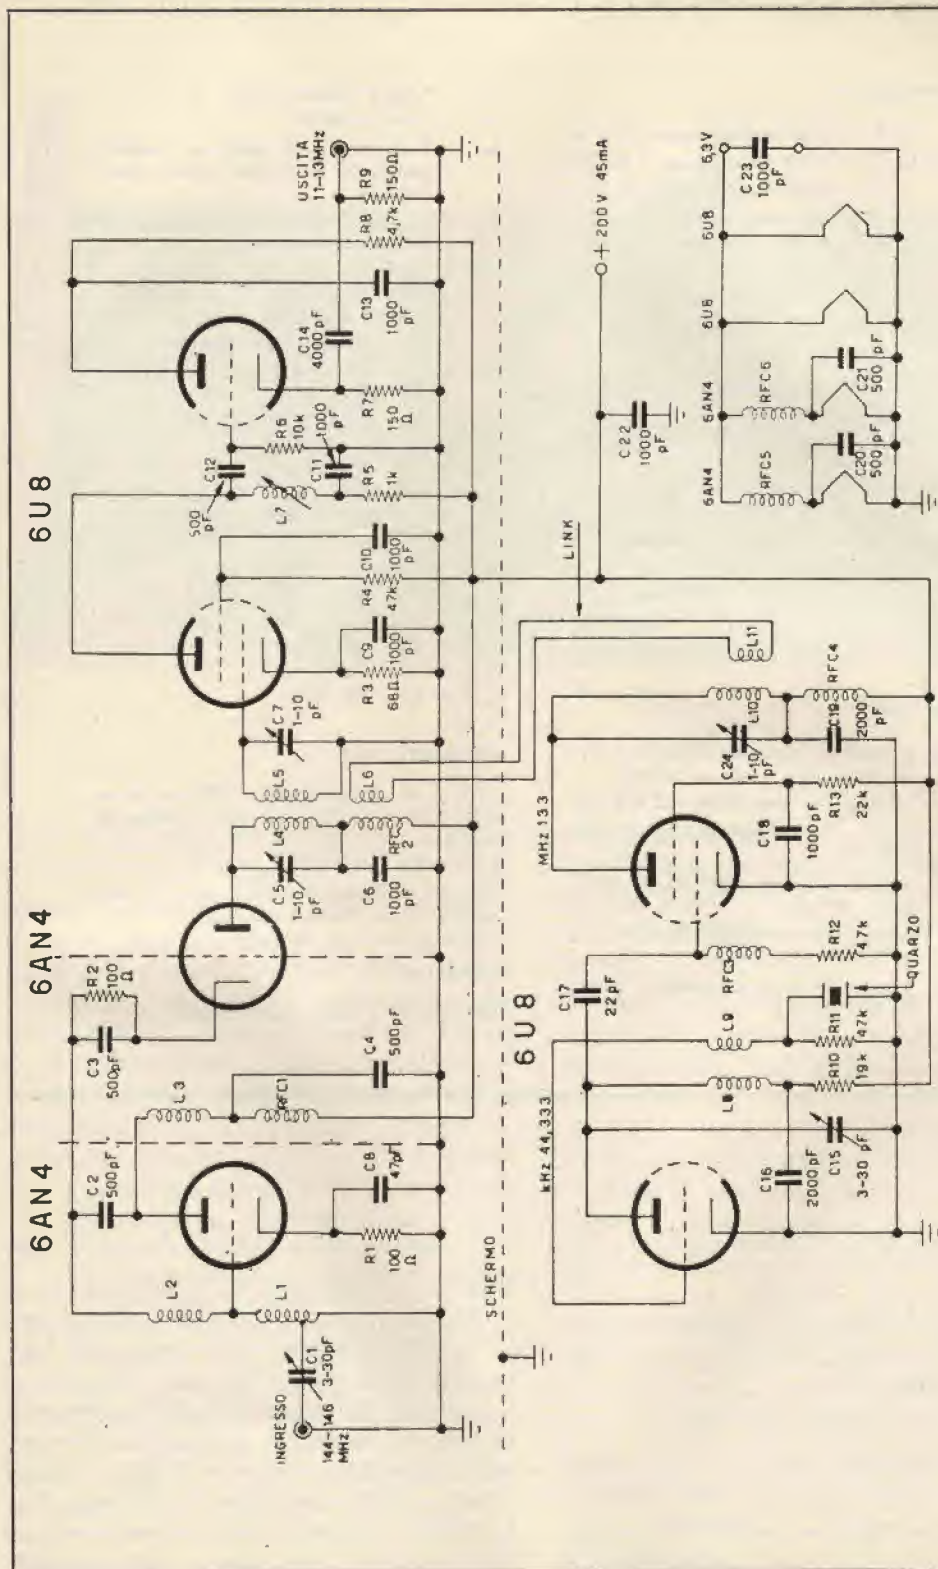 6AN4
6AN4
6U8
INGRESSO
144-146
MHz
C1
3-30pF
L1
L2
C2
500pF
R1
100
Ω
C8
47pF
L3
RFC1
C3
500pF
R2
100
Ω
C4
500pF
C5
1-10
pF
L4
C6
1000
pF
RFC
2
L5
L6
C7
1-10
pF
R3
68Ω
C9
1000
pF
R4
47k
C10
1000
pF
L7
500
pF
C12
R5
1k
C11
1000
pF
R6
10k
R7
150
Ω
C14
4000pF
C13
1000
pF
R8
4,7k
R9
150Ω
USCITA
11-13MHz
SCHERMO
LINK
6U8
kHz 44,333
C16
2000pF
C15
3-30 pF
L8
R10
19k
L9
R11
47k
QUARZO
C17
22pF
RFC3
R12
47k
MHz 133
C18
1000pF
R13
22k
C24
1-10
pF
L10
C19
2000
pF
RFC4
L11
C22
1000
pF
+ 200V 45mA
6AN4
RFC5
C20
500
pF
6AN4
RFC6
C21
500
pF
6U8
6U8
6,3V
C23
1000
pF